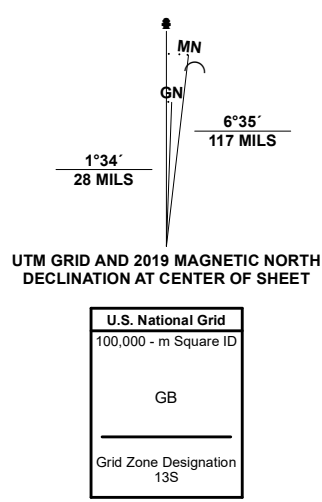 MN
GN
6°35´
117 MILS
1°34´
28 MILS
UTM GRID AND 2019 MAGNETIC NORTH
DECLINATION AT CENTER OF SHEET
U.S. National Grid
100,000 - m Square ID
GB
Grid Zone Designation
13S